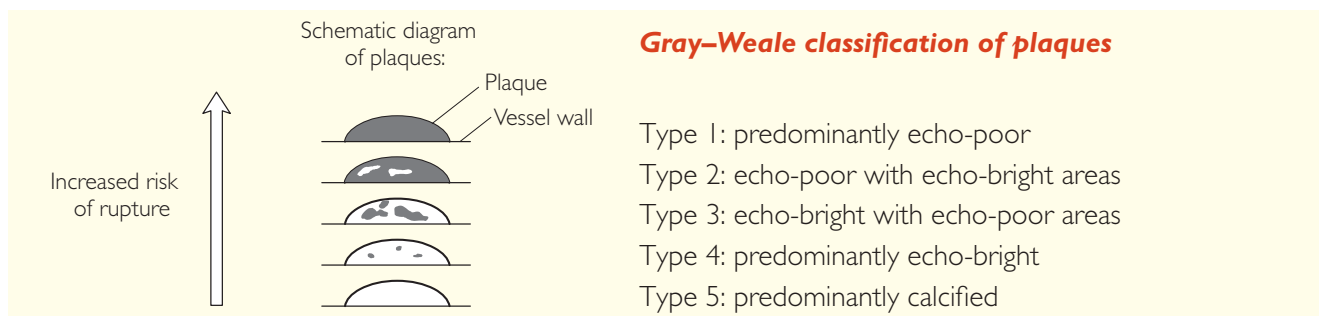 Schematic diagram
of plaques:
Plaque
Vessel wall
Increased risk
of rupture
Gray–Weale classification of plaques
Type 1: predominantly echo-poor
Type 2: echo-poor with echo-bright areas
Type 3: echo-bright with echo-poor areas
Type 4: predominantly echo-bright
Type 5: predominantly calcified